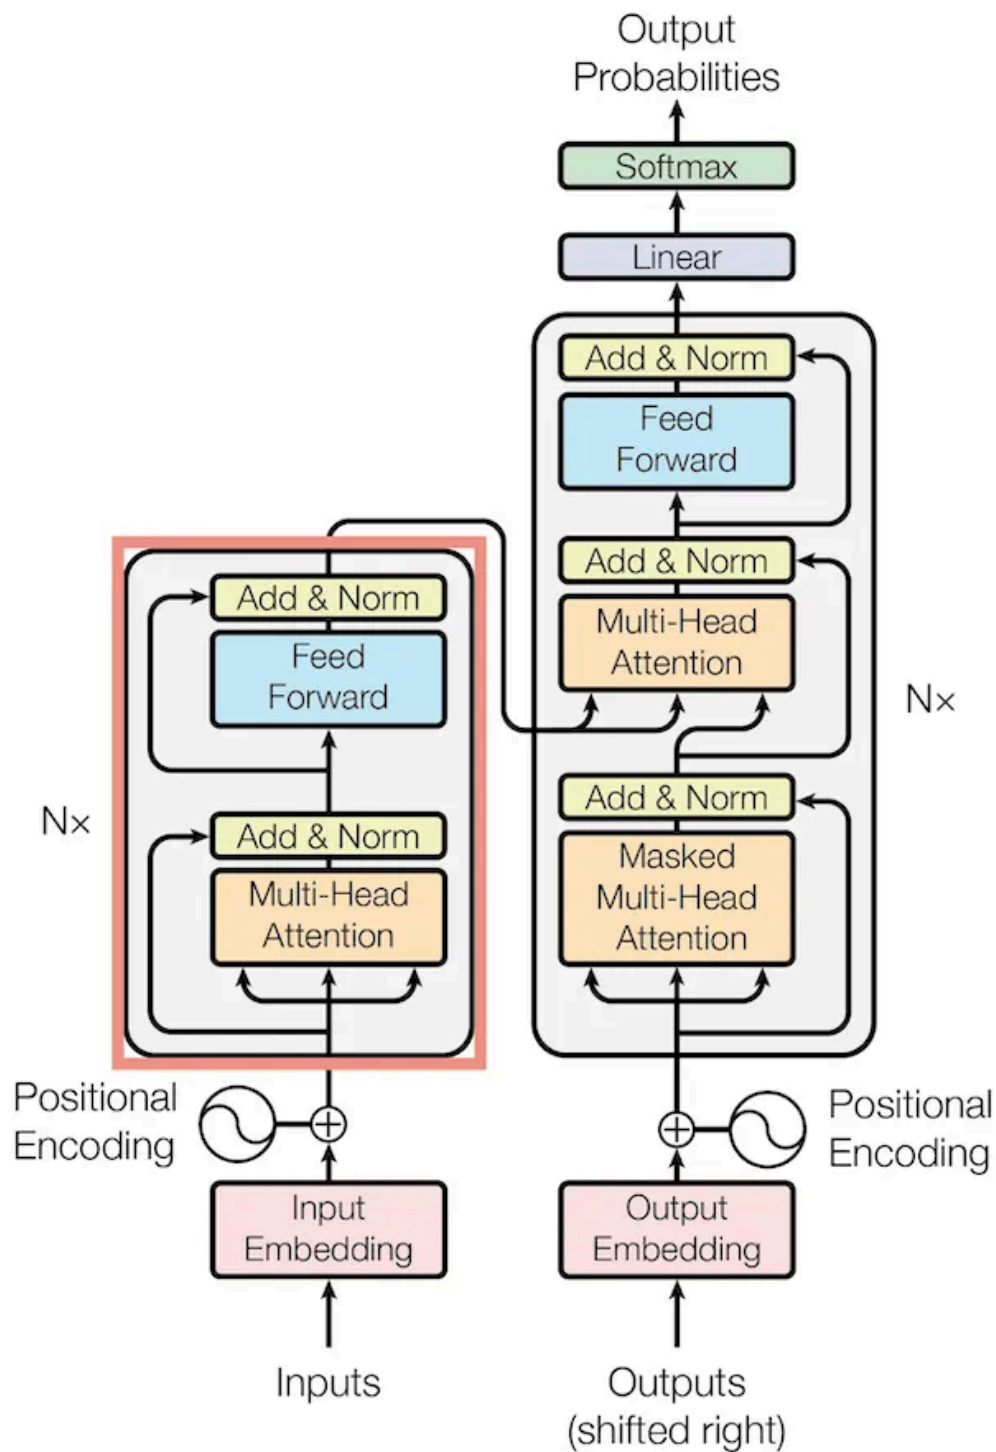 Output
Probabilities
Softmax
Linear
Add & Norm
Feed
Forward
Add & Norm
Multi-Head
Attention
Nx
Add & Norm
Masked
Multi-Head
Attention
Add & Norm
Feed
Forward
Nx
Add & Norm
Multi-Head
Attention
Positional
Encoding
Positional
Encoding
Input
Embedding
Output
Embedding
Inputs
Outputs
(shifted right)